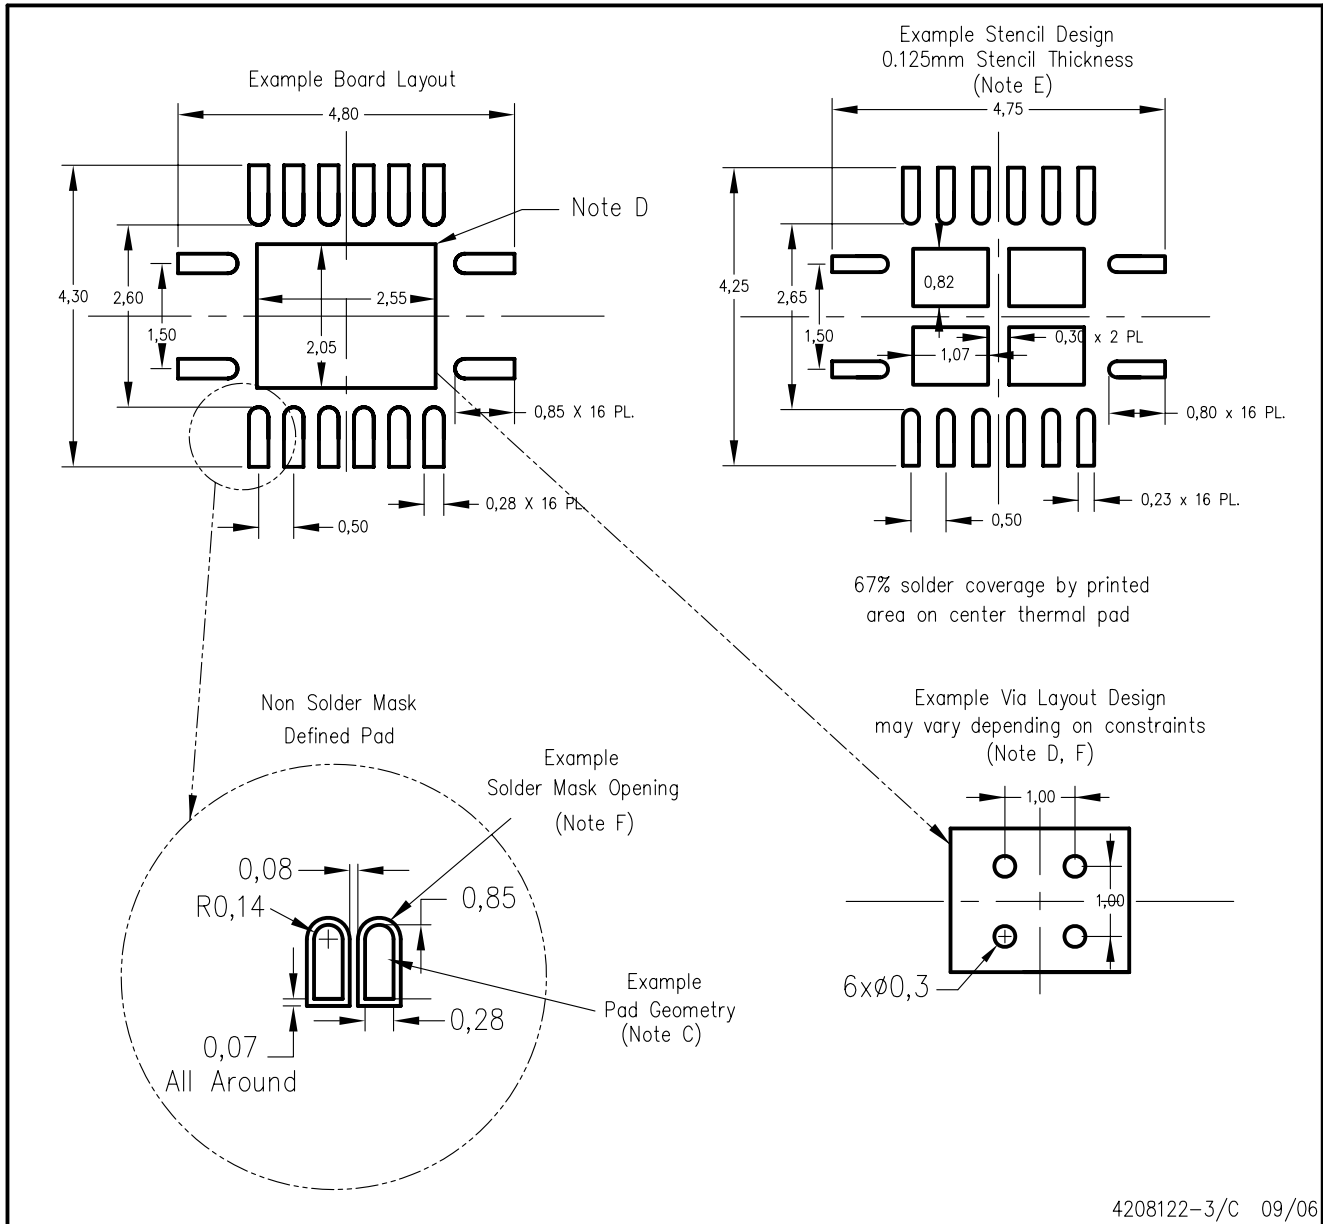 Example Board Layout
4,80
4,30
2,60
1,50
2,55
2,05
Note D
0,85 X 16 PL.
0,28 X 16 PL
0,50
Example Stencil Design
0.125mm Stencil Thickness
(Note E)
4,75
4,25
2,65
1,50
0,82
0,30 x 2 PL
1,07
0,80 x 16 PL.
0,23 x 16 PL.
0,50
67% solder coverage by printed
area on center thermal pad
Non Solder Mask
Defined Pad
Example
Solder Mask Opening
(Note F)
0,08
R0,14
0,85
Example
Pad Geometry
(Note C)
0,28
0,07
All Around
Example Via Layout Design
may vary depending on constraints
(Note D, F)
1,00
1,00
6xø0,3
4208122-3/C 09/06